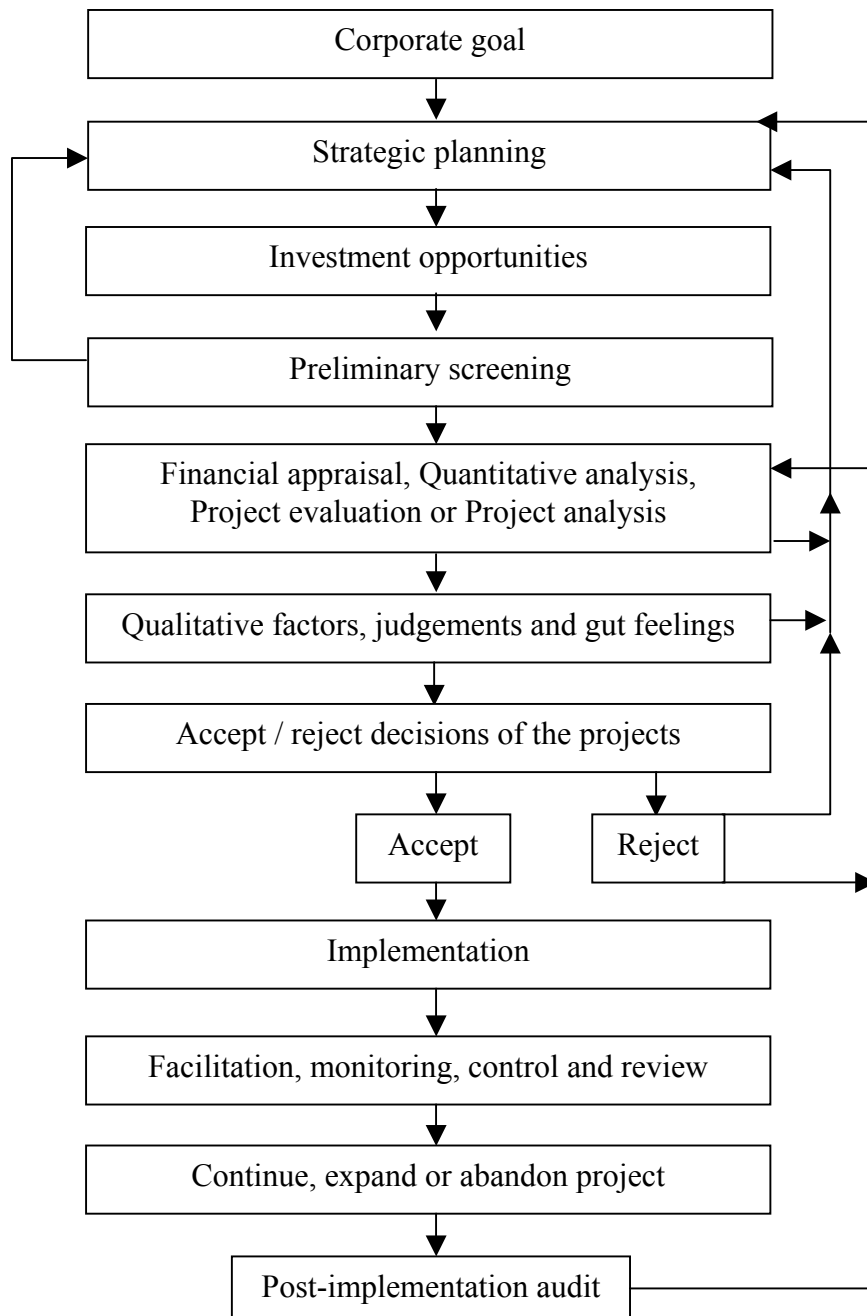 Corporate goal
Strategic planning
Investment opportunities
Preliminary screening
Financial appraisal, Quantitative analysis,
Project evaluation or Project analysis
Qualitative factors, judgements and gut feelings
Accept / reject decisions of the projects
Accept
Reject
Implementation
Facilitation, monitoring, control and review
Continue, expand or abandon project
Post-implementation audit